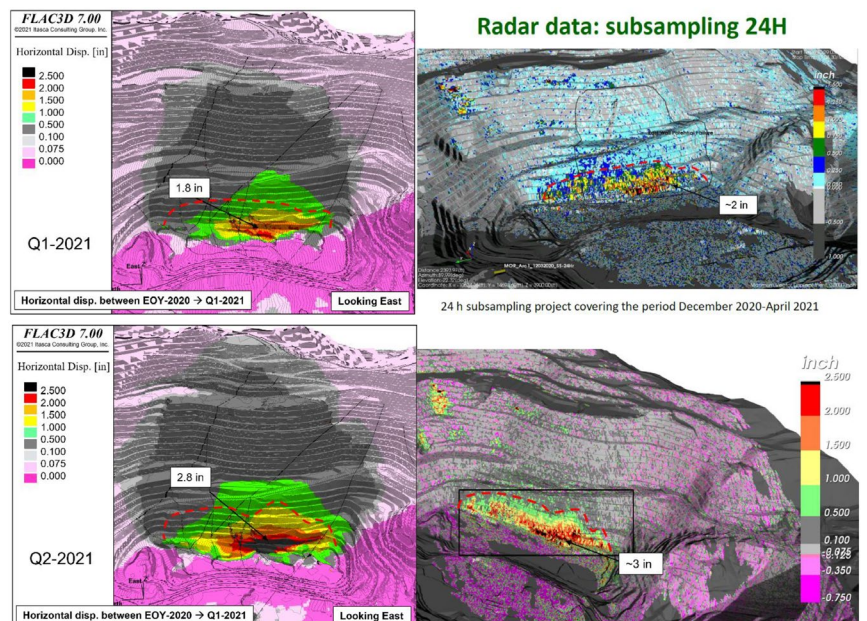 FLAC3D 7.00
©2021 Itasca Consulting Group, Inc.
Horizontal Disp. [in]
2.500
2.000
1.500
1.000
0.500
0.100
0.075
0.000
1.8 in
Q1-2021
East
Horizontal disp. between EOY-2020 → Q1-2021
Looking East
Radar data: subsampling 24H
inch
~2 in
24 h subsampling project covering the period December 2020-April 2021
FLAC3D 7.00
©2021 Itasca Consulting Group, Inc.
Horizontal Disp. [in]
2.500
2.000
1.500
1.000
0.500
0.100
0.075
0.000
2.8 in
Q2-2021
East
Horizontal disp. between EOY-2020 → Q1-2021
Looking East
inch
2.500
2.000
1.500
1.000
0.500
0.100
-0.350
-0.750
~3 in